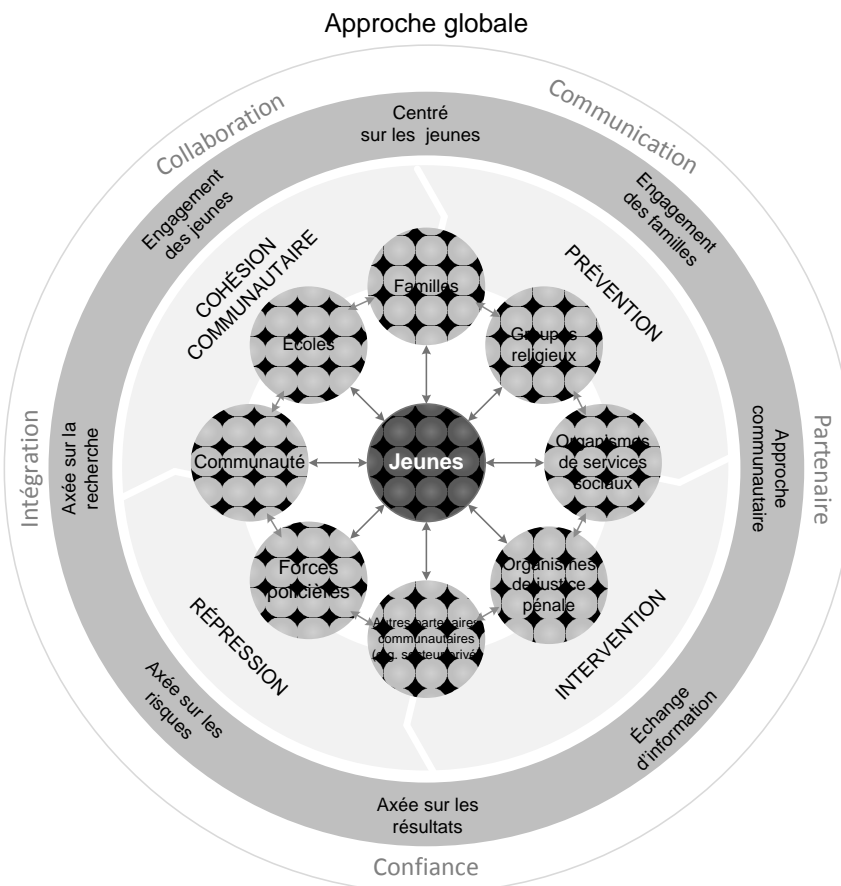 Approche globale
Collaboration
Communication
Centré
sur les jeunes
Engagement
des jeunes
Engagement
des familles
COHÉSION
COMMUNAUTAIRE
PRÉVENTION
Familles
Écoles
Groupes
religieux
Intégration
Axée sur la
recherche
Communauté
Jeunes
Organismes
de services
sociaux
Approche
communautaire
Partenaire
Forces
policières
Organismes
de justice
pénale
Autres partenaires
communautaires
(org. secteur privé
RÉPRESSION
INTERVENTION
Axée sur les
risques
Échange
d'information
Axée sur les
résultats
Confiance